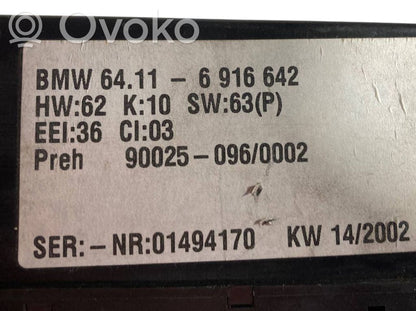 OVOKO
BMW 64.11 - 6 916 642
HW:62 K:10 SW:63(P)
EEI:36 CI:03
Preh 90025-096/0002
SER:-NR:01494170 KW 14/2002